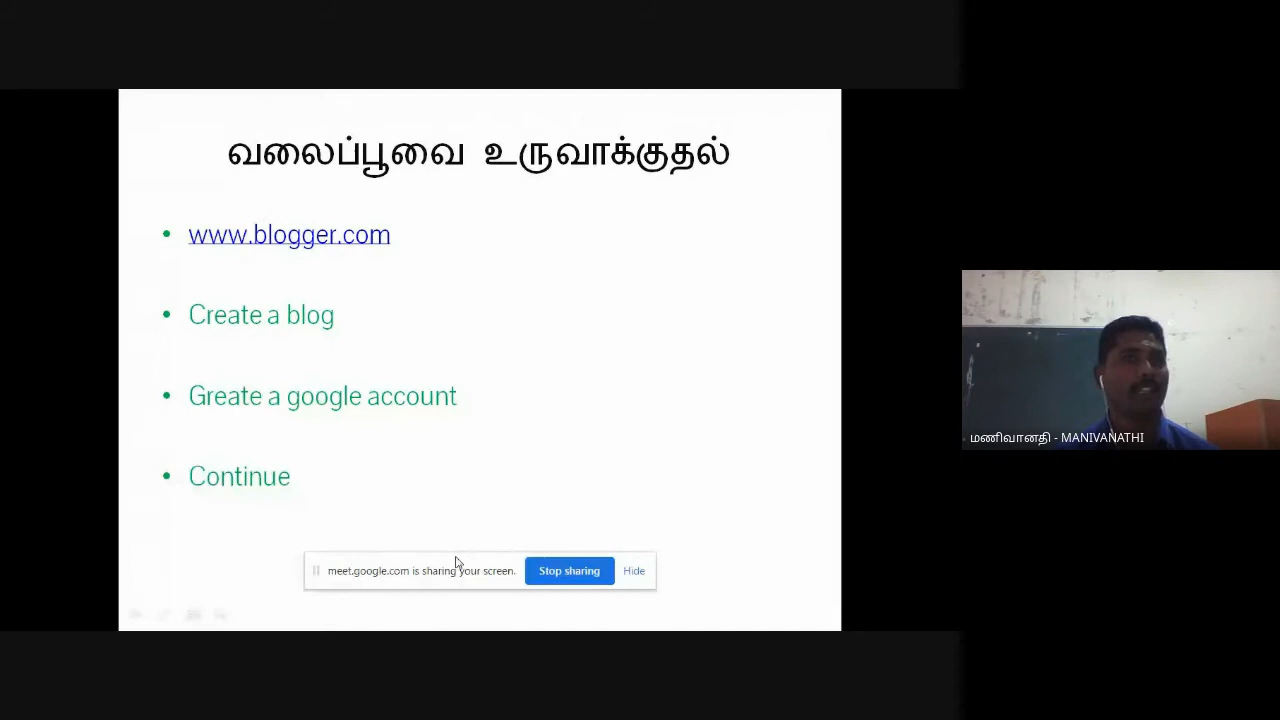 வலைப்பூவை உருவாக்குதல்
www.blogger.com
Create a blog
Greate a google account
Continue
meet.google.com is sharing your screen. Stop sharing Hide
மணிவானதி - MANIVANATHI